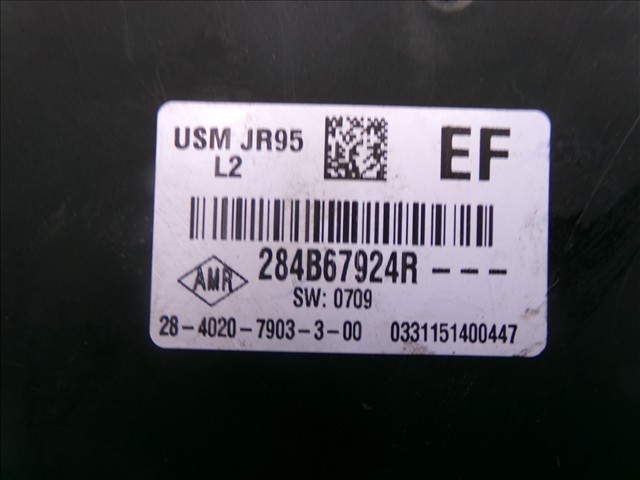 USM JR95
L2
EF
284B67924R---
AMR
SW: 0709
28-4020-7903-3-00 0331151400447